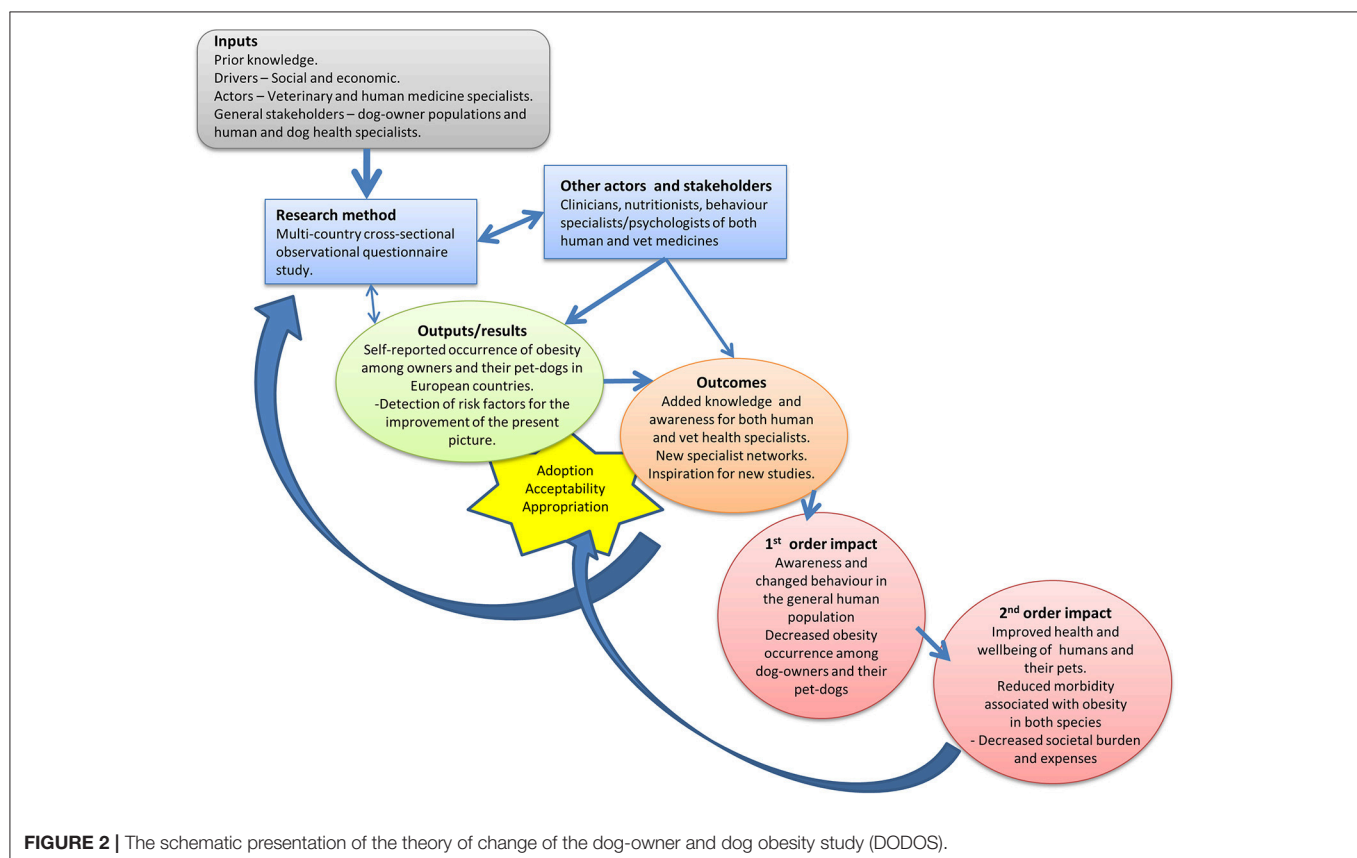 Inputs
Prior knowledge.
Drivers – Social and economic.
Actors – Veterinary and human medicine specialists.
General stakeholders – dog-owner populations and
human and dog health specialists.
Other actors and stakeholders
Clinicians, nutritionists, behaviour
specialists/psychologists of both
human and vet medicines
Research method
Multi-country cross-sectional
observational questionnaire
study.
Outputs/results
Self-reported occurrence of obesity
among owners and their pet-dogs in
European countries.
-Detection of risk factors for the
improvement of the present
picture.
Outcomes
Added knowledge and
awareness for both human
and vet health specialists.
New specialist networks.
Inspiration for new studies.
Adoption
Acceptability
Appropriation
1st order impact
Awareness and
changed behaviour in
the general human
population
Decreased obesity
occurrence among
dog-owners and their
pet-dogs
2nd order impact
Improved health and
wellbeing of humans and
their pets.
Reduced morbidity
associated with obesity
in both species
- Decreased societal burden
and expenses
FIGURE 2 | The schematic presentation of the theory of change of the dog-owner and dog obesity study (DODOS).